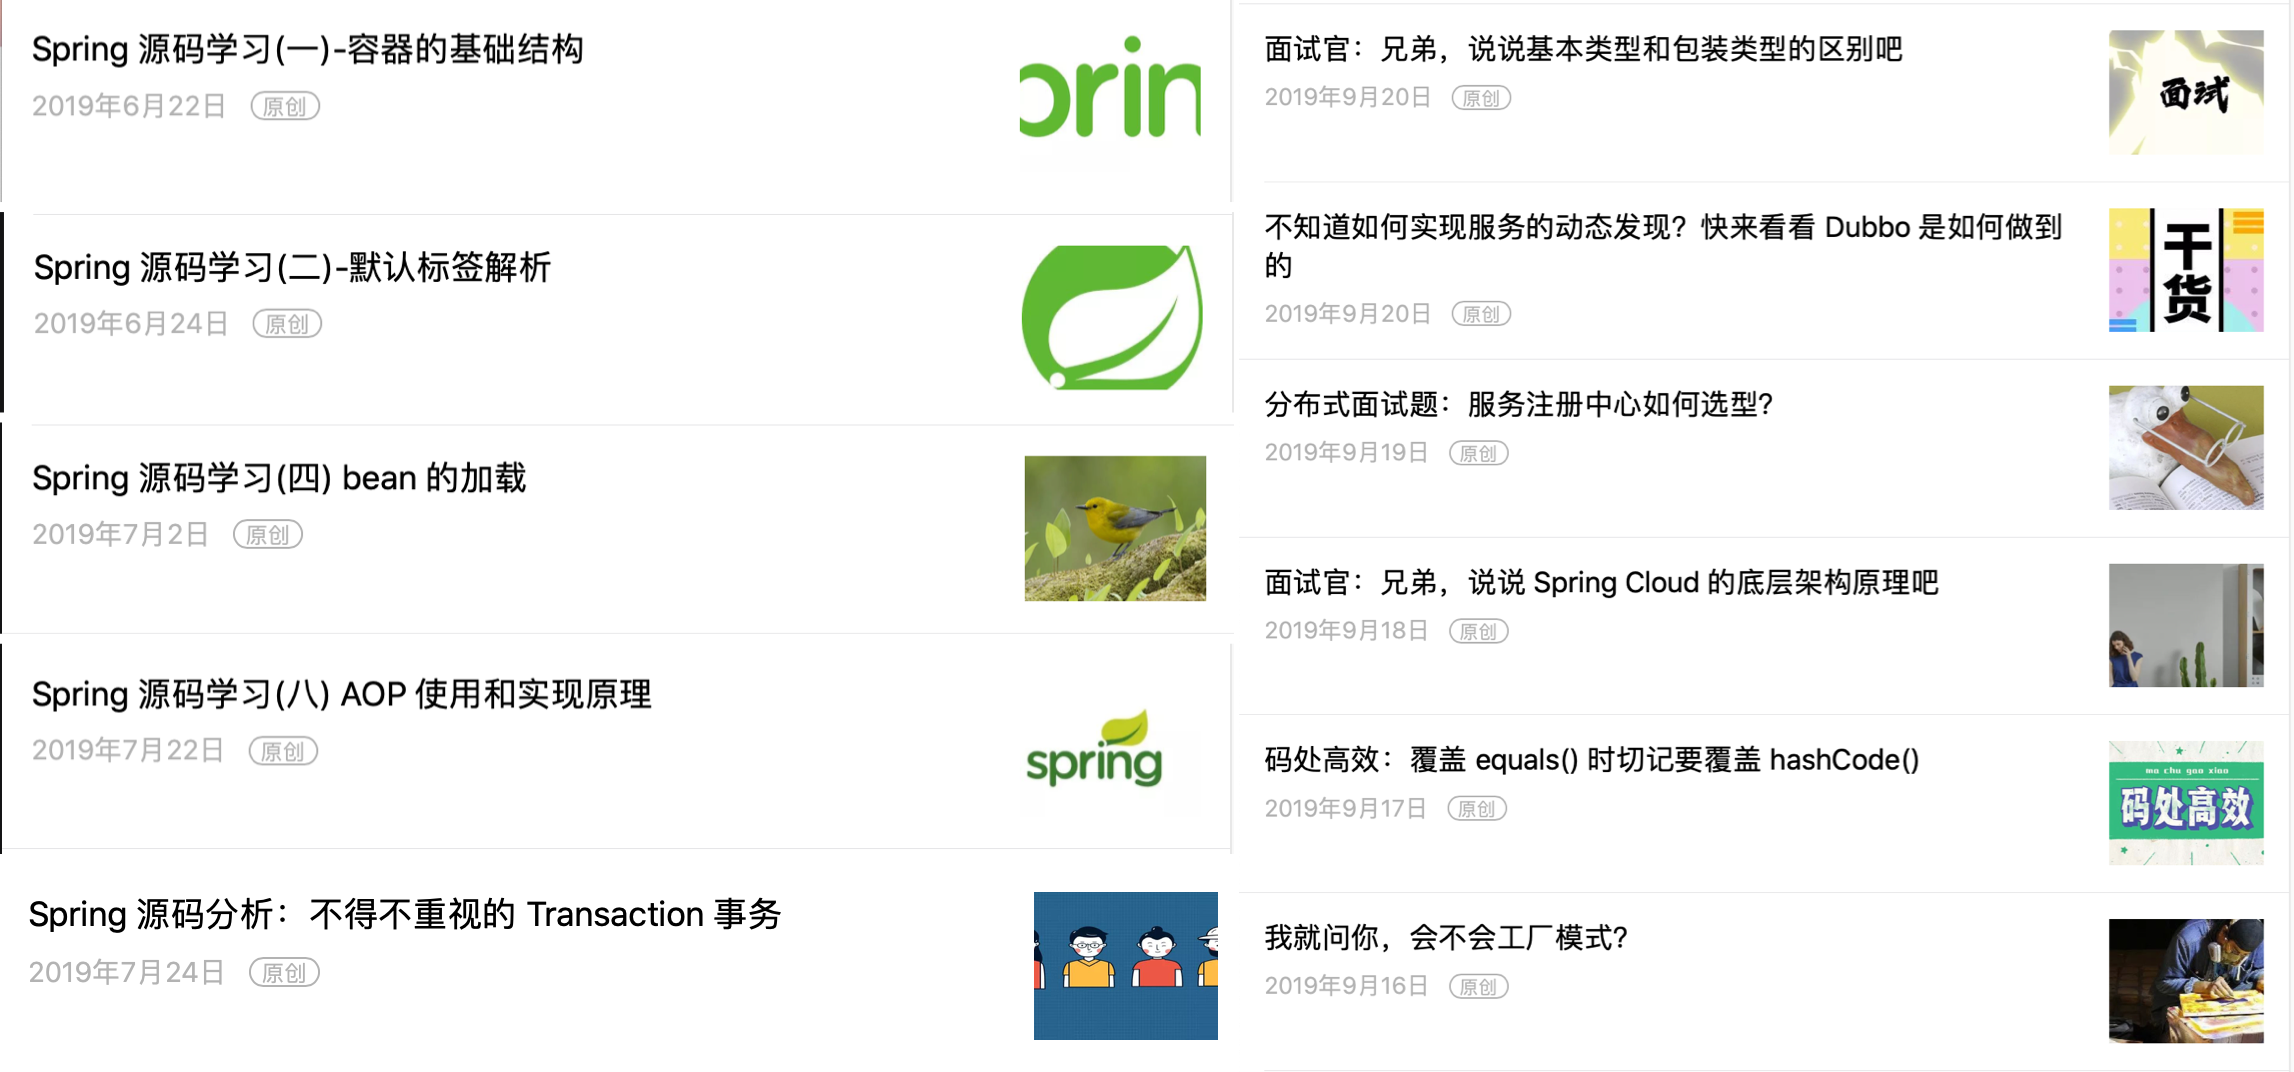 Spring 源码学习(一)-容器的基础结构
2019年6月22日 原创
prin
Spring 源码学习(二)-默认标签解析
2019年6月24日 原创
Spring 源码学习(四) bean 的加载
2019年7月2日 原创
Spring 源码学习(八) AOP 使用和实现原理
2019年7月22日 原创
spring
Spring 源码分析：不得不重视的 Transaction 事务
2019年7月24日 原创
面试官：兄弟，说说基本类型和包装类型的区别吧
2019年9月20日 原创
面试
不知道如何实现服务的动态发现？快来看看 Dubbo 是如何做到
的
2019年9月20日 原创
干
货
分布式面试题：服务注册中心如何选型？
2019年9月19日 原创
面试官：兄弟，说说 Spring Cloud 的底层架构原理吧
2019年9月18日 原创
码处高效：覆盖 equals() 时切记要覆盖 hashCode()
2019年9月17日 原创
ma chu gao xiao
码处高效
我就问你，会不会工厂模式？
2019年9月16日 原创